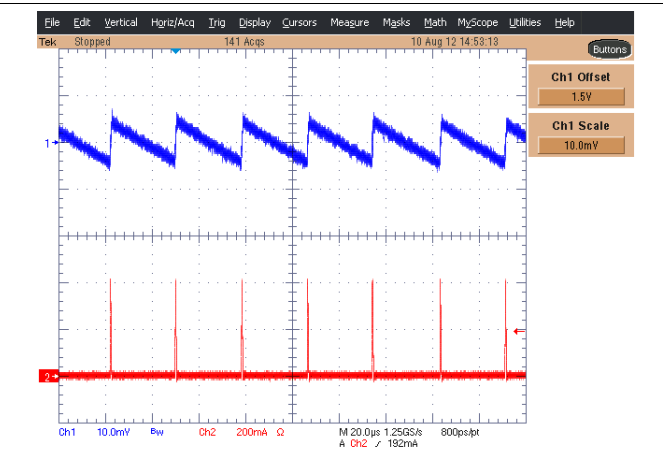 File Edit Vertical Horiz/Acq Trig Display Cursors Measure Masks Math MyScope Utilities Help
Tek Stopped 141 Acqs 10 Aug 12 14:53:13
Buttons
Ch1 Offset
1.5V
Ch1 Scale
10.0mV
1
2
Ch1 10.0mV Bw Ch2 200mA Ω M 20.0µs 1.25GS/s 800ps/pt
A Ch2 ⁄ 192mA